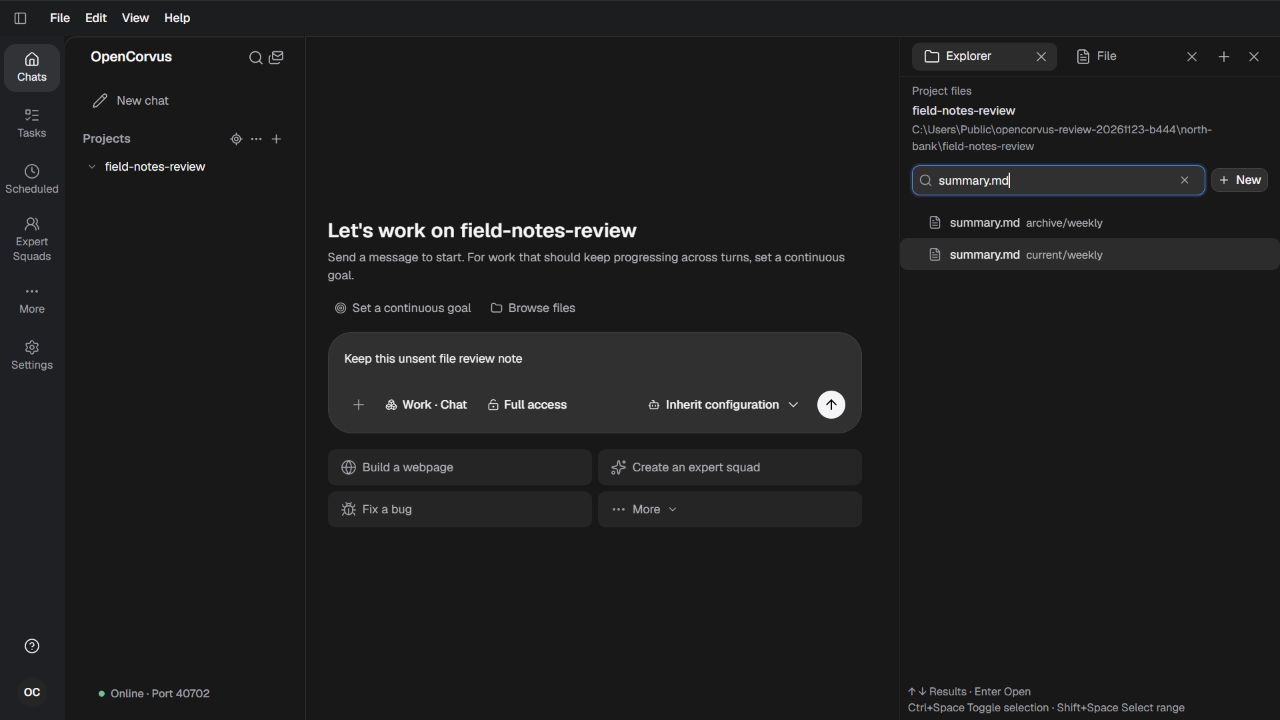 File Edit View Help
Chats
Tasks
Scheduled
Expert
Squads
More
Settings
OC
OpenCorvus
New chat
Projects
field-notes-review
Online · Port 40702
Let's work on field-notes-review
Send a message to start. For work that should keep progressing across turns, set a continuous
goal.
Set a continuous goal Browse files
Keep this unsent file review note
Work · Chat Full access Inherit configuration
Build a webpage Create an expert squad
Fix a bug More
Explorer File
Project files
field-notes-review
C:\Users\Public\opencorvus-review-20261123-b444\north-
bank\field-notes-review
summary.md New
summary.md archive/weekly
summary.md current/weekly
↑↓ Results · Enter Open
Ctrl+Space Toggle selection · Shift+Space Select range